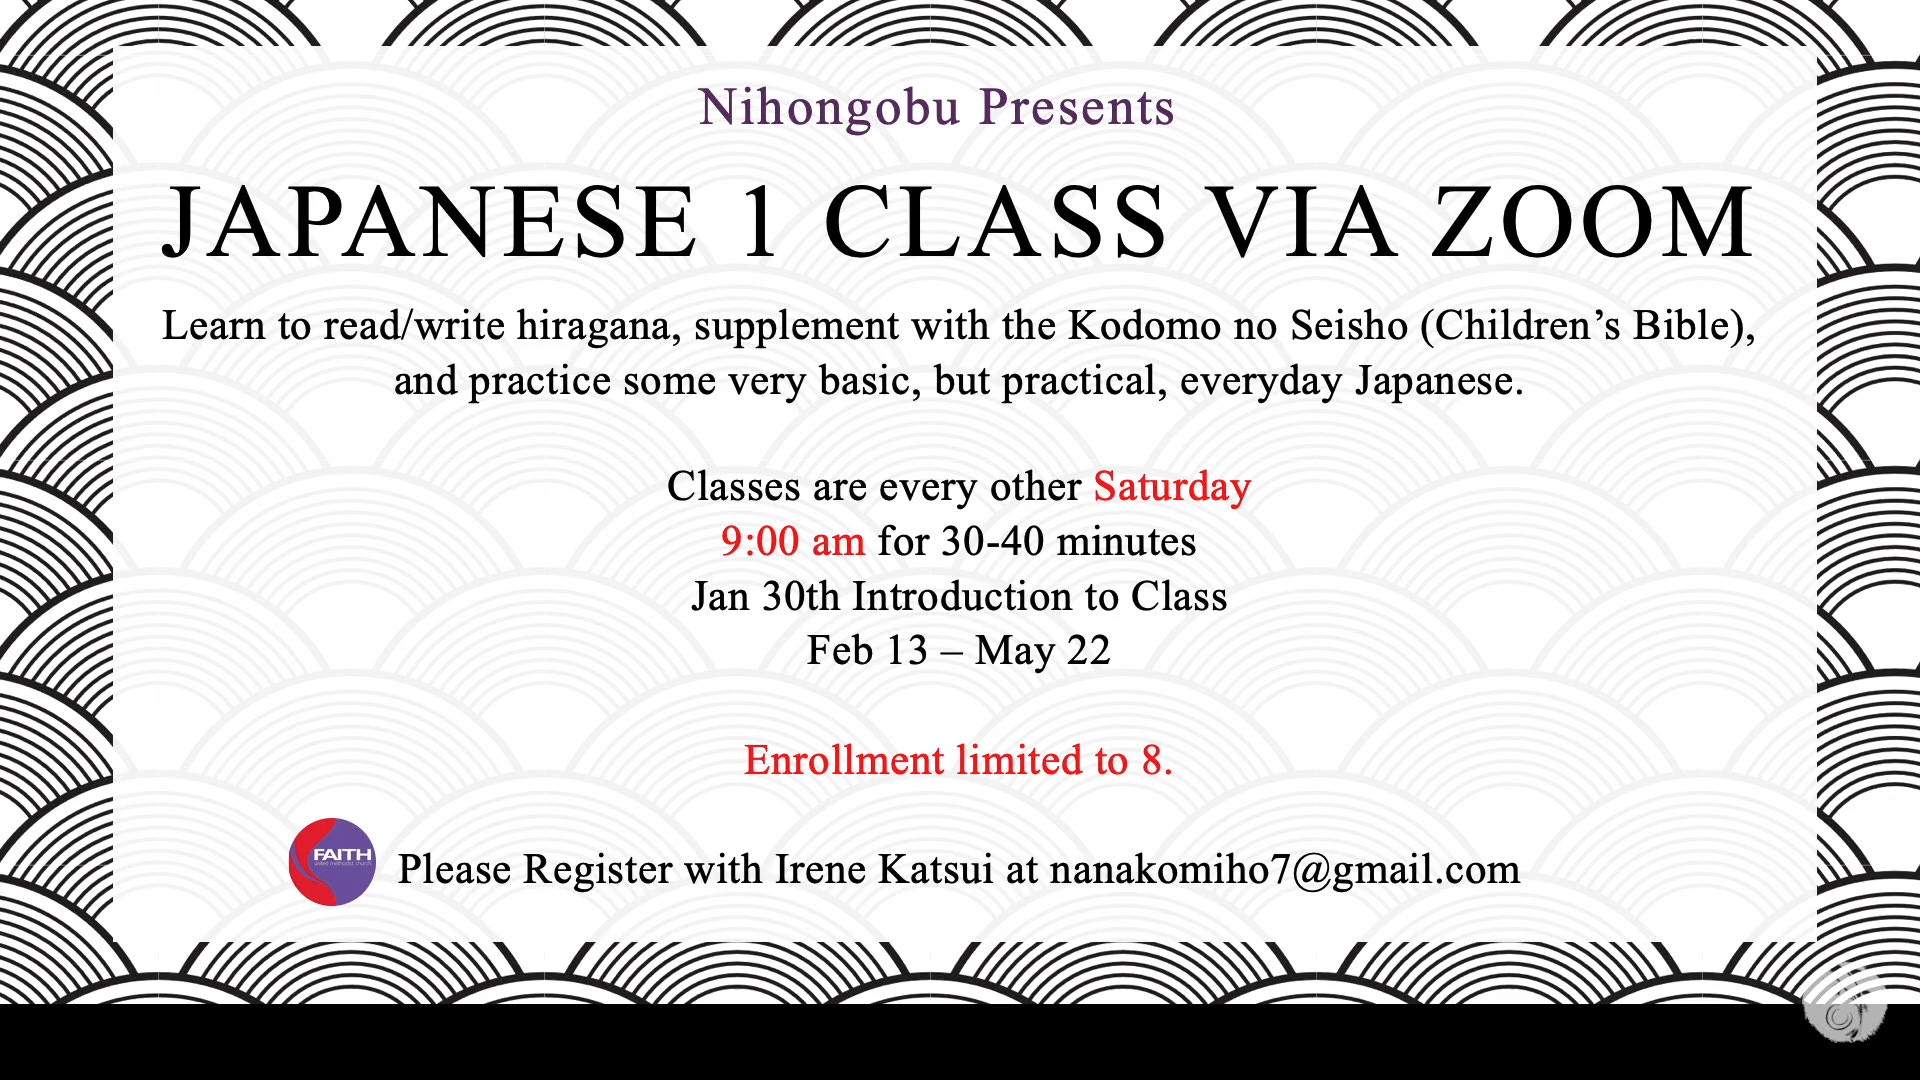 Nihongobu Presents
JAPANESE 1 CLASS VIA ZOOM
Learn to read/write hiragana, supplement with the Kodomo no Seisho (Children’s Bible),
and practice some very basic, but practical, everyday Japanese.
Classes are every other Saturday
9:00 am for 30-40 minutes
Jan 30th Introduction to Class
Feb 13 – May 22
Enrollment limited to 8.
FAITH
united methodist church
Please Register with Irene Katsui at nanakomiho7@gmail.com